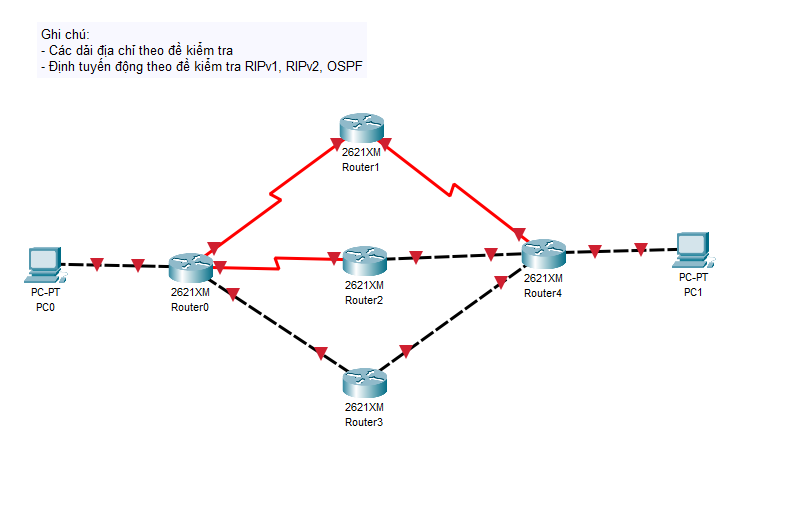 Ghi chú:
- Các dải địa chỉ theo đề kiểm tra
- Định tuyến động theo đề kiểm tra RIPv1, RIPv2, OSPF
2621XM
Router1
PC-PT
PC0
2621XM
Router0
2621XM
Router2
2621XM
Router4
PC-PT
PC1
2621XM
Router3